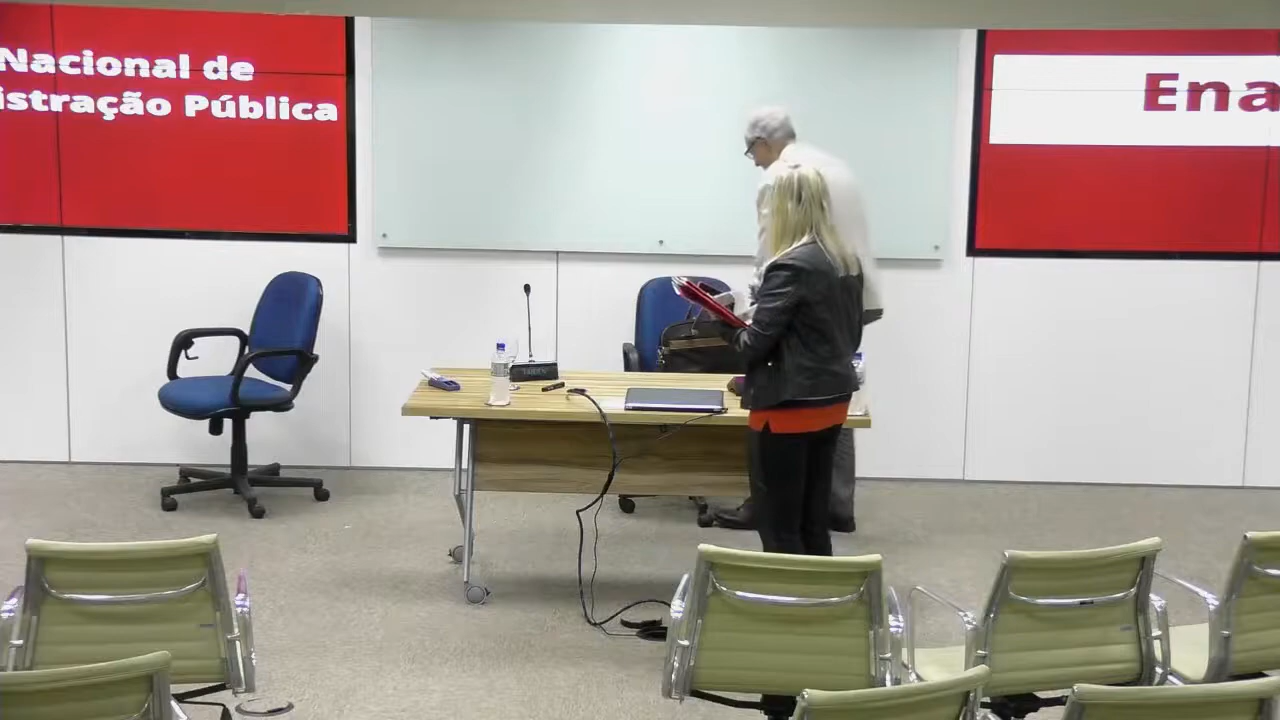 Nacional de
istração Pública
Ena